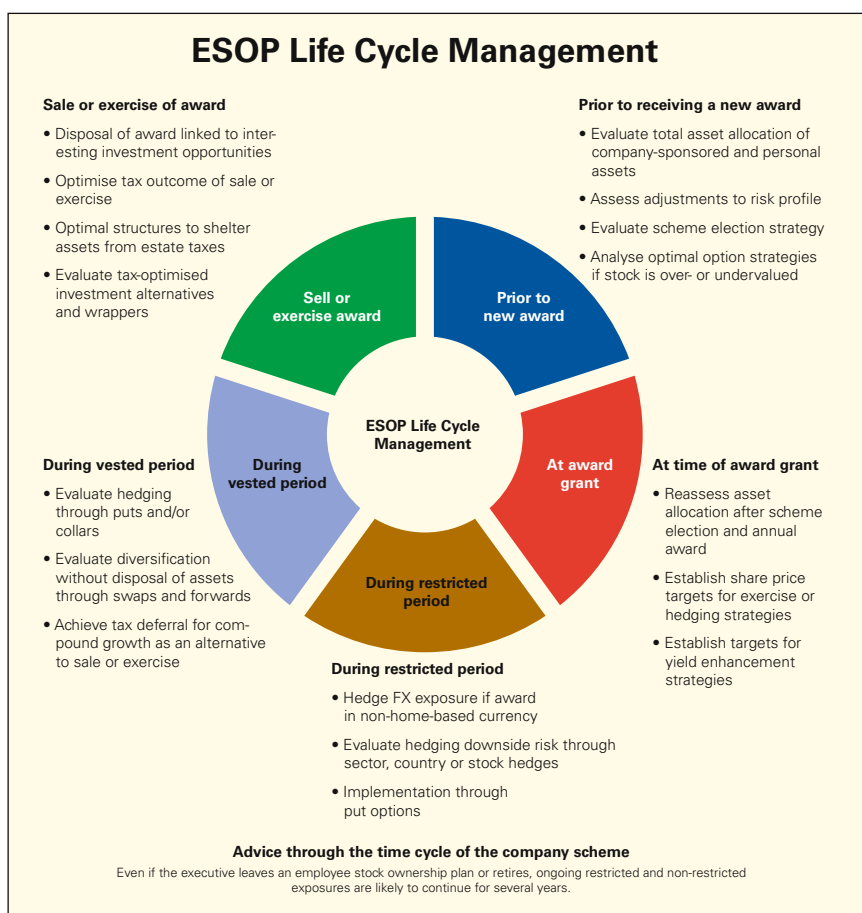 ESOP Life Cycle Management
Sale or exercise of award
• Disposal of award linked to inter-
esting investment opportunities
• Optimise tax outcome of sale or
exercise
• Optimal structures to shelter
assets from estate taxes
• Evaluate tax-optimised
investment alternatives
and wrappers
Prior to receiving a new award
• Evaluate total asset allocation of
company-sponsored and personal
assets
• Assess adjustments to risk profile
• Evaluate scheme election strategy
• Analyse optimal option strategies
if stock is over- or undervalued
Sell or
exercise award
Prior to
new award
ESOP Life Cycle
Management
During
vested period
At award
grant
During restricted
period
During vested period
• Evaluate hedging
through puts and/or
collars
• Evaluate diversification
without disposal of assets
through swaps and forwards
• Achieve tax deferral for com-
pound growth as an alternative
to sale or exercise
At time of award grant
• Reassess asset
allocation after scheme
election and annual
award
• Establish share price
targets for exercise or
hedging strategies
• Establish targets for
yield enhancement
strategies
During restricted period
• Hedge FX exposure if award
in non-home-based currency
• Evaluate hedging downside risk through
sector, country or stock hedges
• Implementation through
put options
Advice through the time cycle of the company scheme
Even if the executive leaves an employee stock ownership plan or retires, ongoing restricted and non-restricted
exposures are likely to continue for several years.